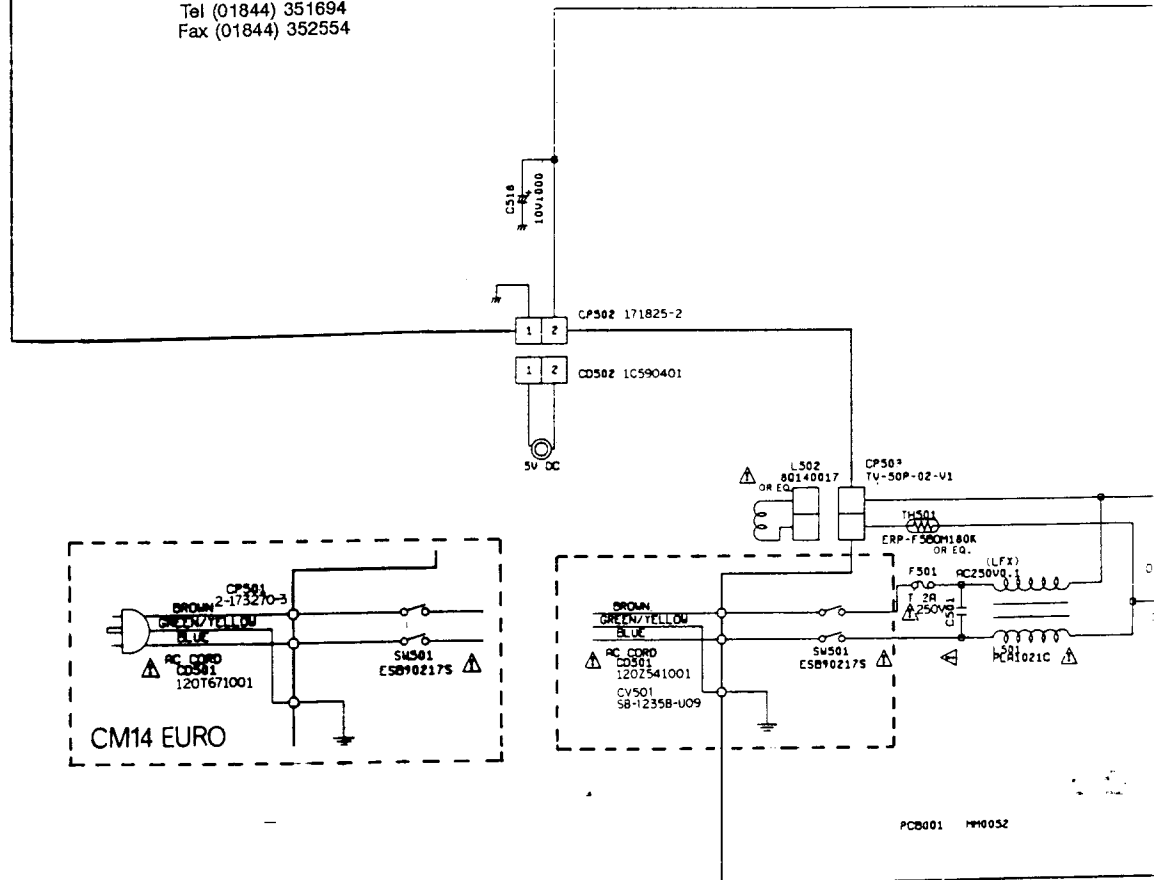 Tel (01844) 351694
Fax (01844) 352554
C518
10V1000
1 2
CP502 171825-2
1 2
CD502 1C590401
5V DC
L502
80140017
OR EQ
CP503
TV-50P-02-V1
TH501
ERP-F5B0M180K
OR EQ.
(LFX)
AC250V0.1
F501
T 2A
250V
C501
L501
PLA1021C
CP501
2-173270-3
BROWN
GREEN/YELLOW
BLUE
AC CORD
CD501
120T671001
SW501
ESB90217S
CM14 EURO
BROWN
GREEN/YELLOW
BLUE
AC CORD
CD501
120Z541001
CV501
SB-1235B-U09
SW501
ESB90217S
PCB001 MM0052